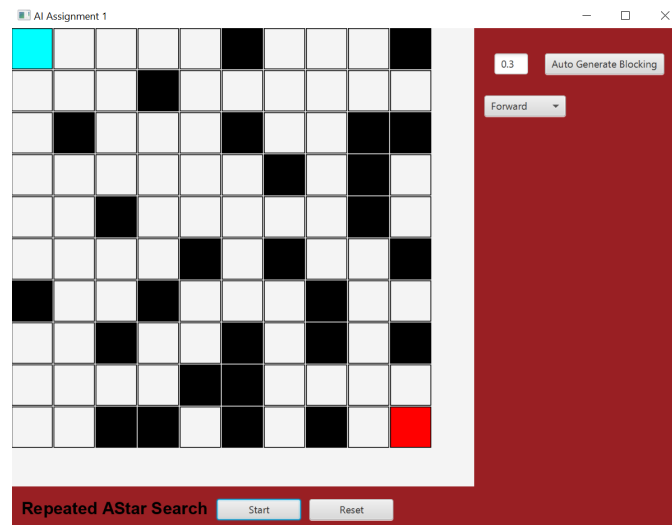 AI Assignment 1
0.3 Auto Generate Blocking
Forward
Repeated AStar Search Start Reset